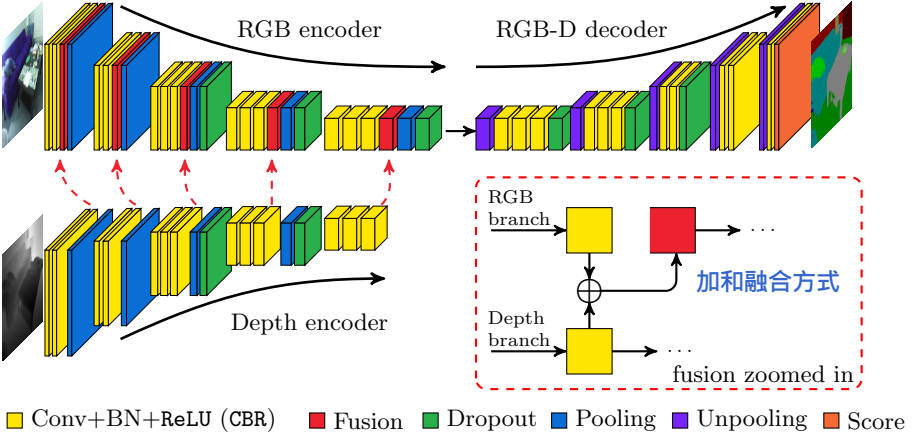 RGB encoder
RGB-D decoder
RGB
branch
加和融合方式
Depth
branch
fusion zoomed in
Depth encoder
Conv+BN+ReLU (CBR)
Fusion
Dropout
Pooling
Unpooling
Score